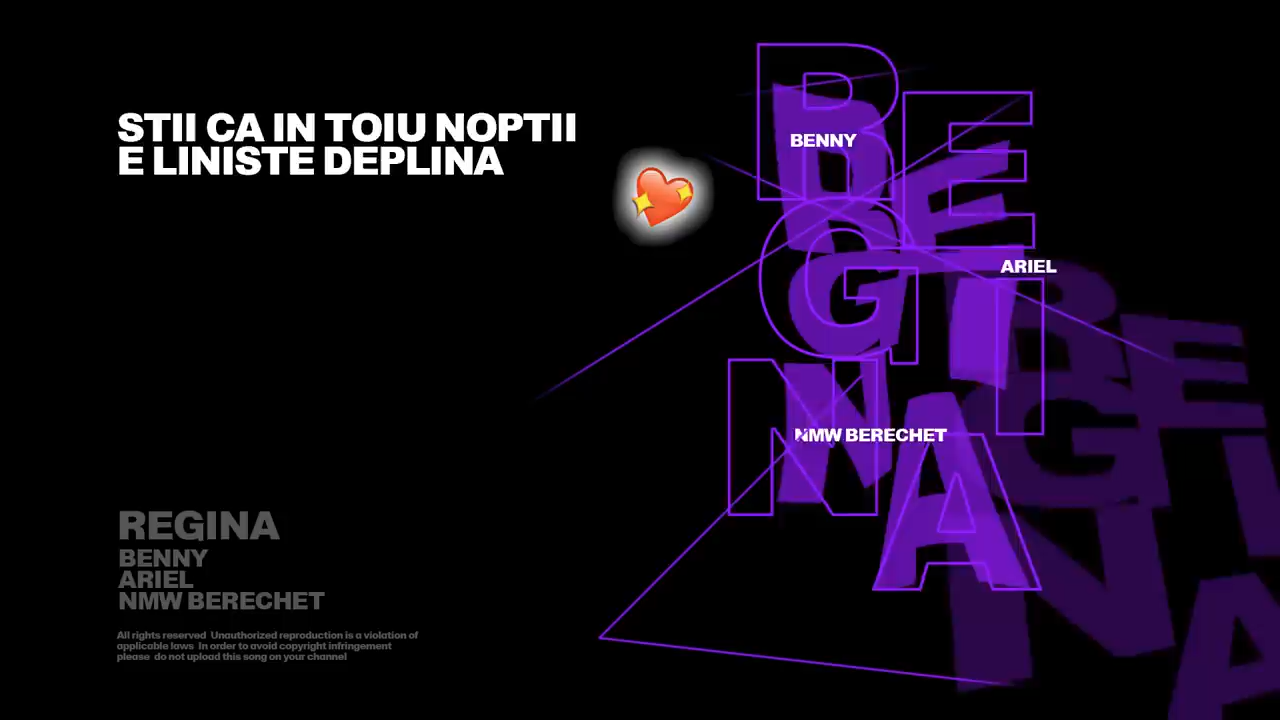 STII CA IN TOIU NOPTII
E LINISTE DEPLINA
BENNY
ARIEL
NMW BERECHET
REGINA
REGINA
BENNY
ARIEL
NMW BERECHET
All rights reserved Unauthorized reproduction is a violation of
applicable laws In order to avoid copyright infringement
please do not upload this song on your channel